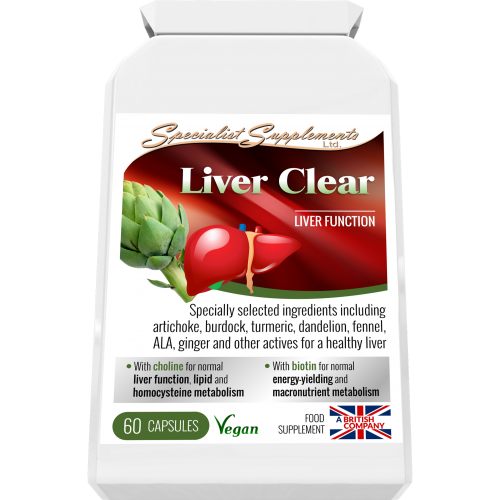 Specialist Supplements
Ltd.
Liver Clear
LIVER FUNCTION
Specially selected ingredients including
artichoke, burdock, turmeric, dandelion, fennel,
ALA, ginger and other actives for a healthy liver
• With choline for normal
liver function, lipid and
homocysteine metabolism
• With biotin for normal
energy-yielding and
macronutrient metabolism
60 CAPSULES
Vegan
FOOD
SUPPLEMENT
A BRITISH
COMPANY